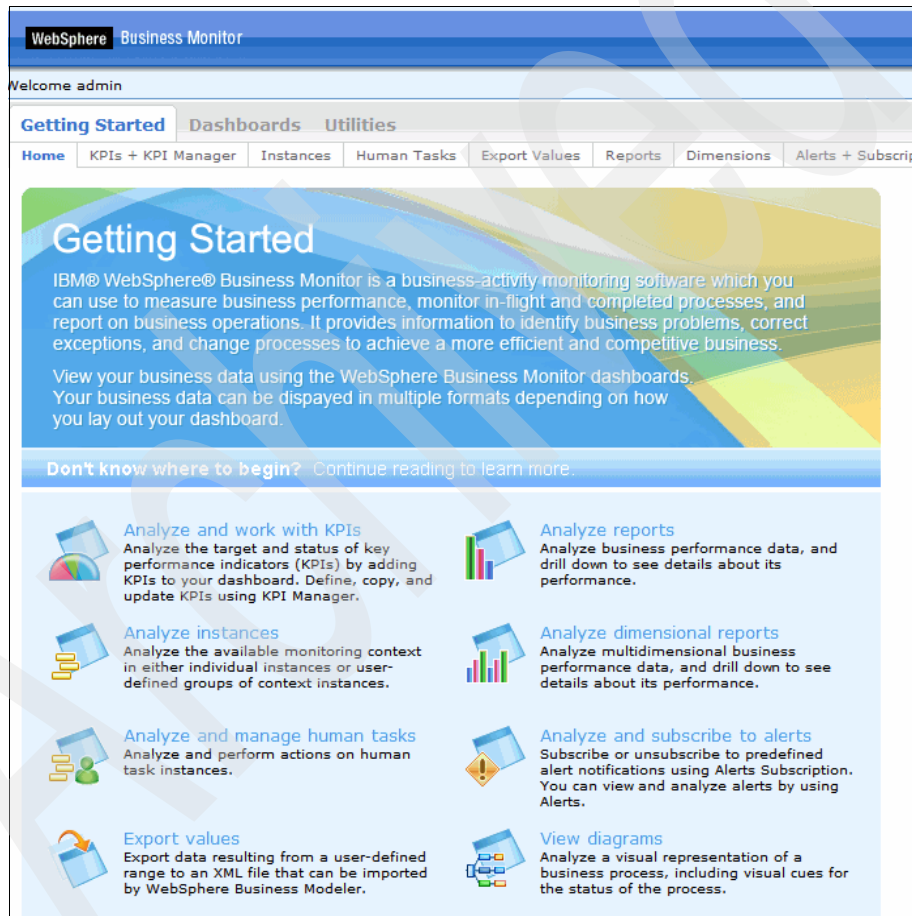 WebSphere Business Monitor
Welcome admin
Getting Started Dashboards Utilities
Home KPIs + KPI Manager Instances Human Tasks Export Values Reports Dimensions Alerts + Subscrip
Getting Started
IBM® WebSphere® Business Monitor is a business-activity monitoring software which you
can use to measure business performance, monitor in-flight and completed processes, and
report on business operations. It provides information to identify business problems, correct
exceptions, and change processes to achieve a more efficient and competitive business.
View your business data using the WebSphere Business Monitor dashboards.
Your business data can be dispayed in multiple formats depending on how
you lay out your dashboard.
Don't know where to begin? Continue reading to learn more.
Analyze and work with KPIs
Analyze the target and status of key
performance indicators (KPIs) by adding
KPIs to your dashboard. Define, copy, and
update KPIs using KPI Manager.
Analyze reports
Analyze business performance data, and
drill down to see details about its
performance.
Analyze instances
Analyze the available monitoring context
in either individual instances or user-
defined groups of context instances.
Analyze dimensional reports
Analyze multidimensional business
performance data, and drill down to see
details about its performance.
Analyze and manage human tasks
Analyze and perform actions on human
task instances.
Analyze and subscribe to alerts
Subscribe or unsubscribe to predefined
alert notifications using Alerts Subscription.
You can view and analyze alerts by using
Alerts.
Export values
Export data resulting from a user-defined
range to an XML file that can be imported
by WebSphere Business Modeler.
View diagrams
Analyze a visual representation of a
business process, including visual cues for
the status of the process.